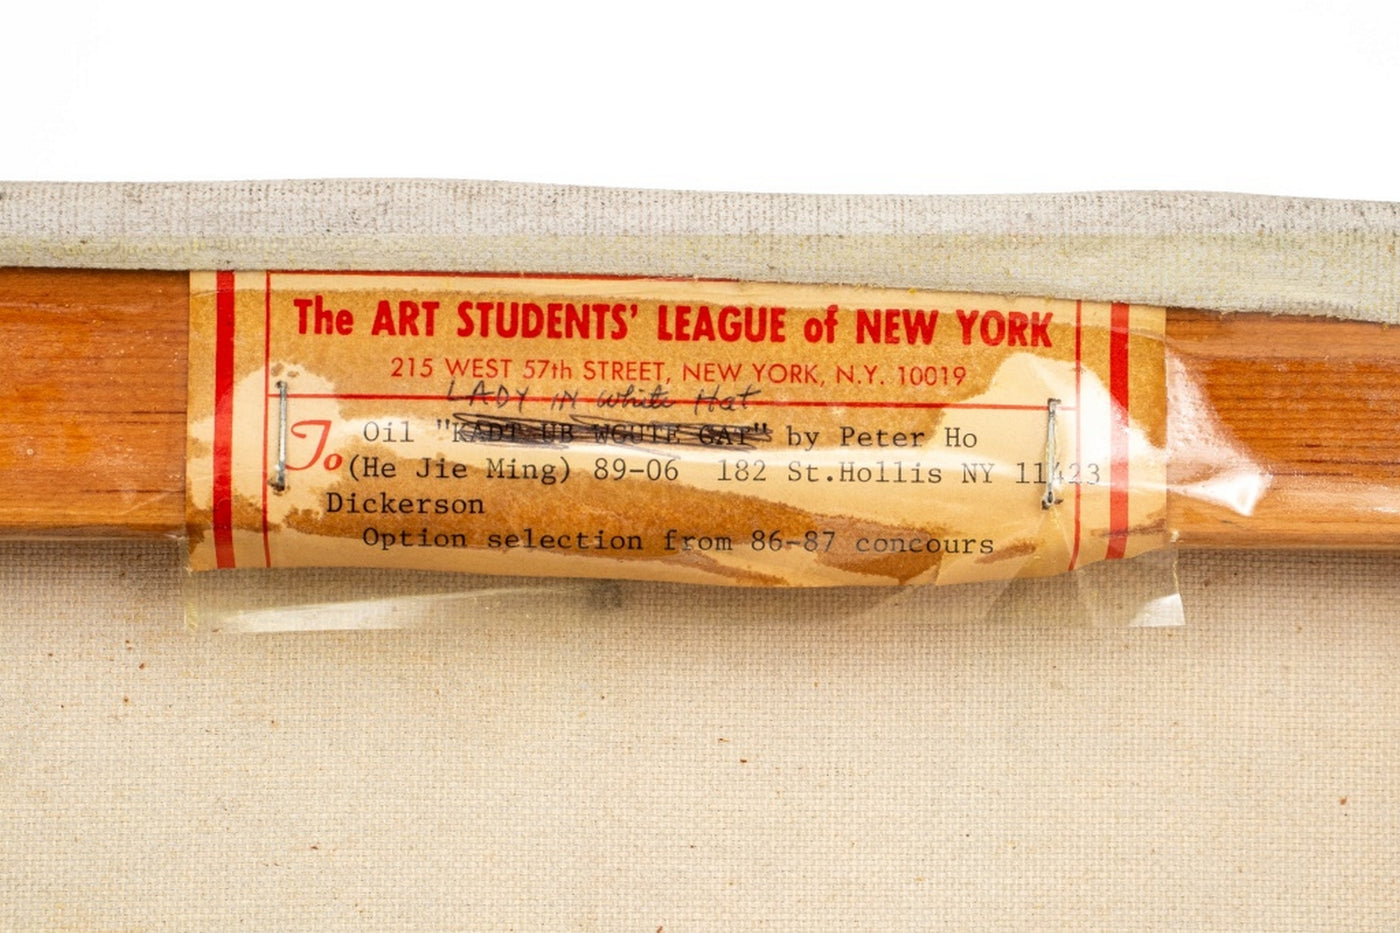 The ART STUDENTS' LEAGUE of NEW YORK
215 WEST 57th STREET, NEW YORK, N.Y. 10019
LADY IN White Hat
To Oil "KADT UB WGUTE GAT" by Peter Ho
(He Jie Ming) 89-06 182 St.Hollis NY 11423
Dickerson
Option selection from 86-87 concours